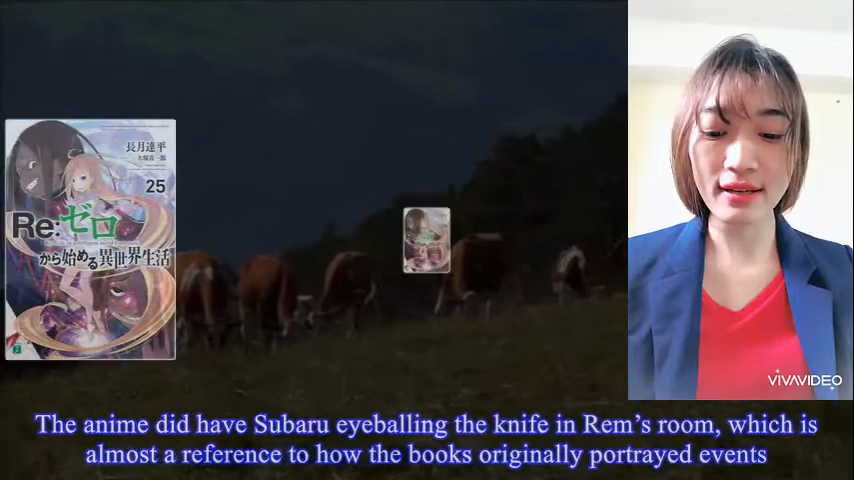 長月達平
大塚真一郎
25
Re:ゼロ
から始める異世界生活
VIVAVIDEO
The anime did have Subaru eyeballing the knife in Rem’s room, which is
almost a reference to how the books originally portrayed events